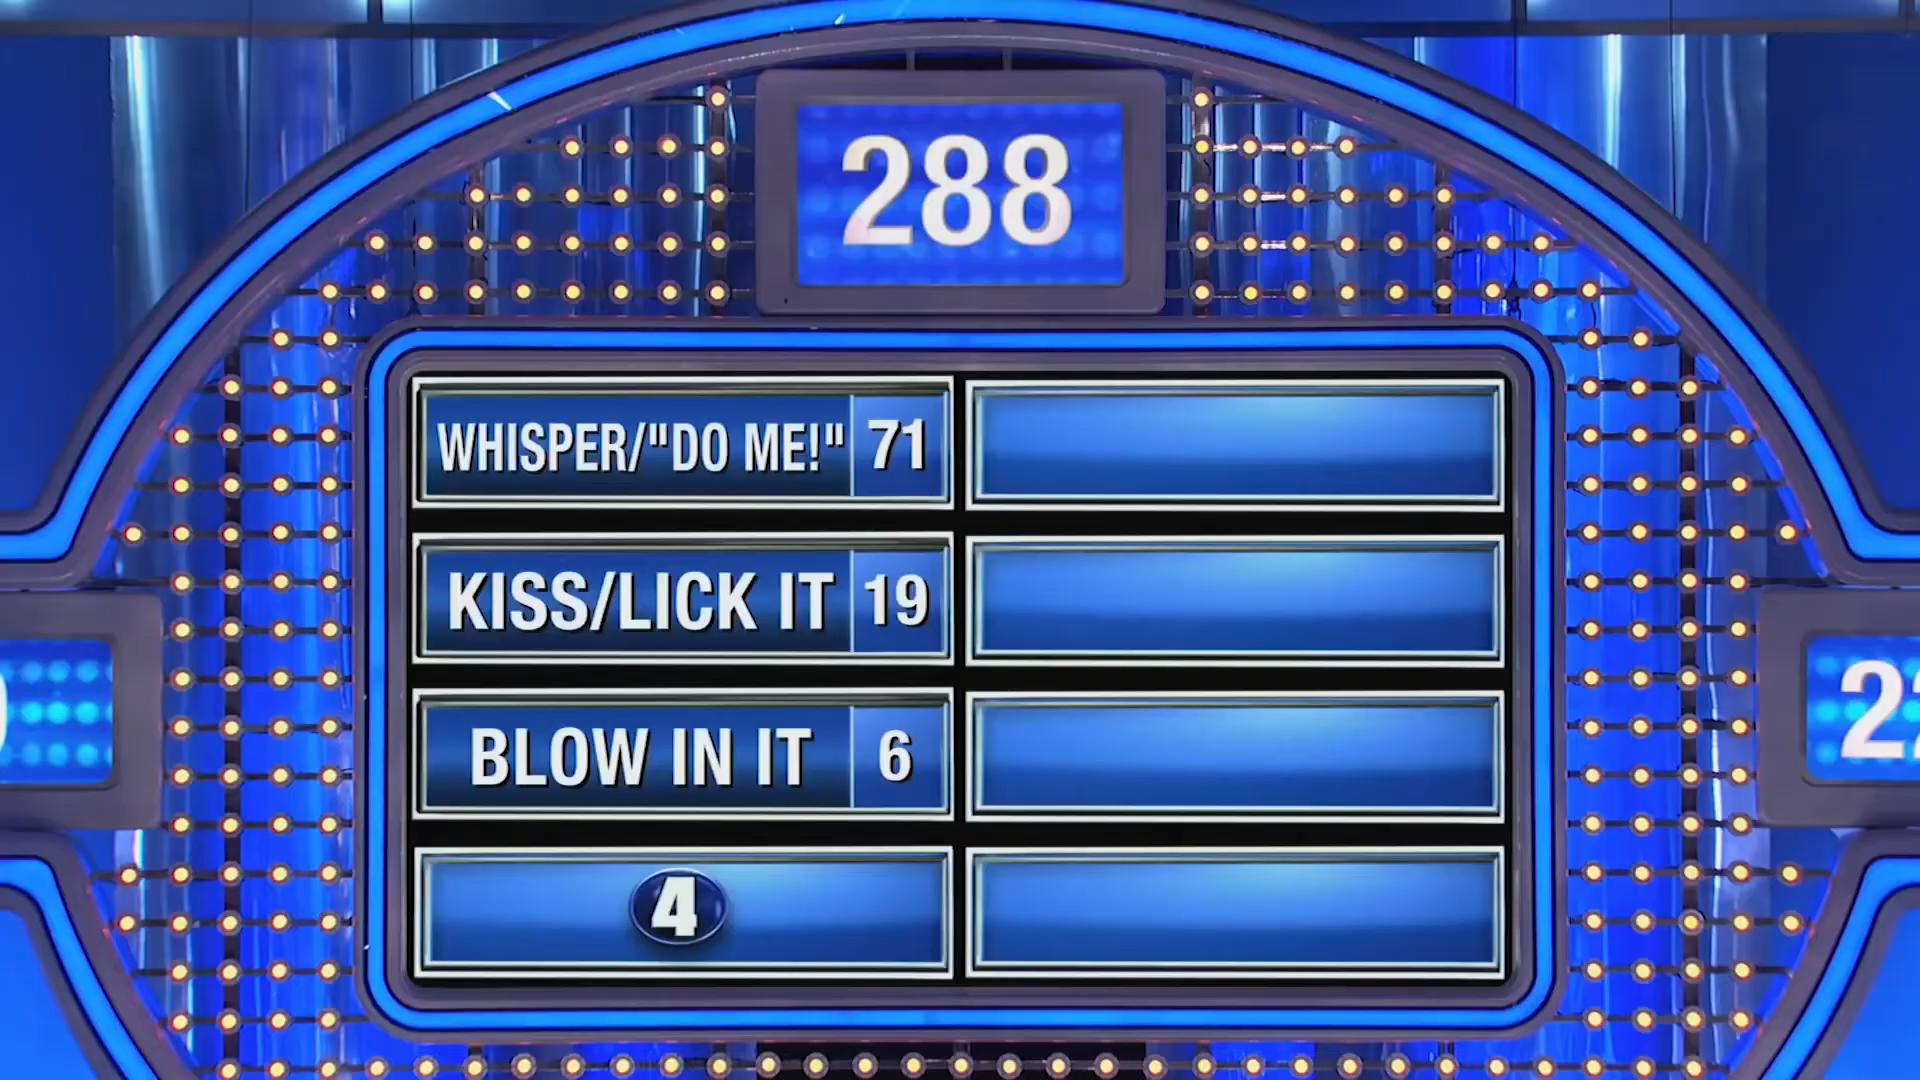 288
WHISPER/"DO ME!" 71
KISS/LICK IT 19
BLOW IN IT 6
4